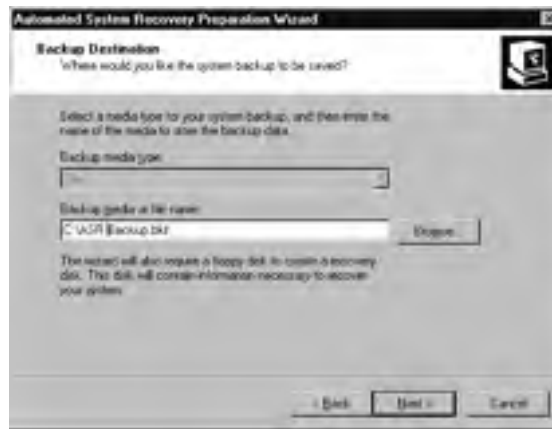 Automated System Recovery Preparation Wizard
Backup Destination
Where would you like the system backup to be saved?
Select a media type for your system backup, and then enter the
name of the media to store the backup data.
Backup media type:
Backup media or file name:
C:\ASR\Backup.bkf
Browse...
The wizard will also require a floppy disk to create a recovery
disk. This disk will contain information necessary to recover
your system.
< Back
Next >
Cancel